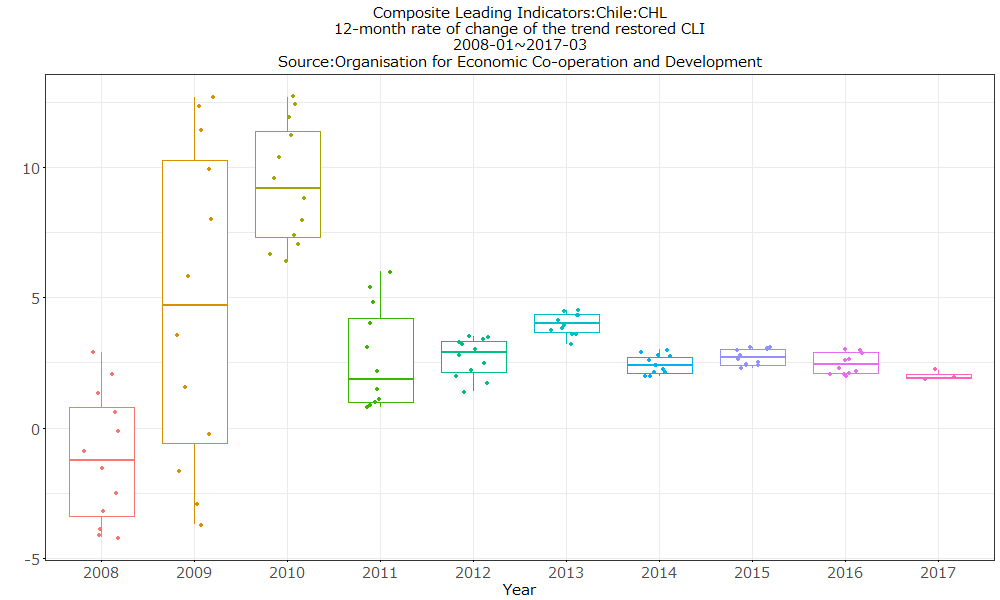 Composite Leading Indicators:Chile:CHL
12-month rate of change of the trend restored CLI
2008-01~2017-03
Source:Organisation for Economic Co-operation and Development
10
5
0
-5
2008 2009 2010 2011 2012 2013 2014 2015 2016 2017
Year